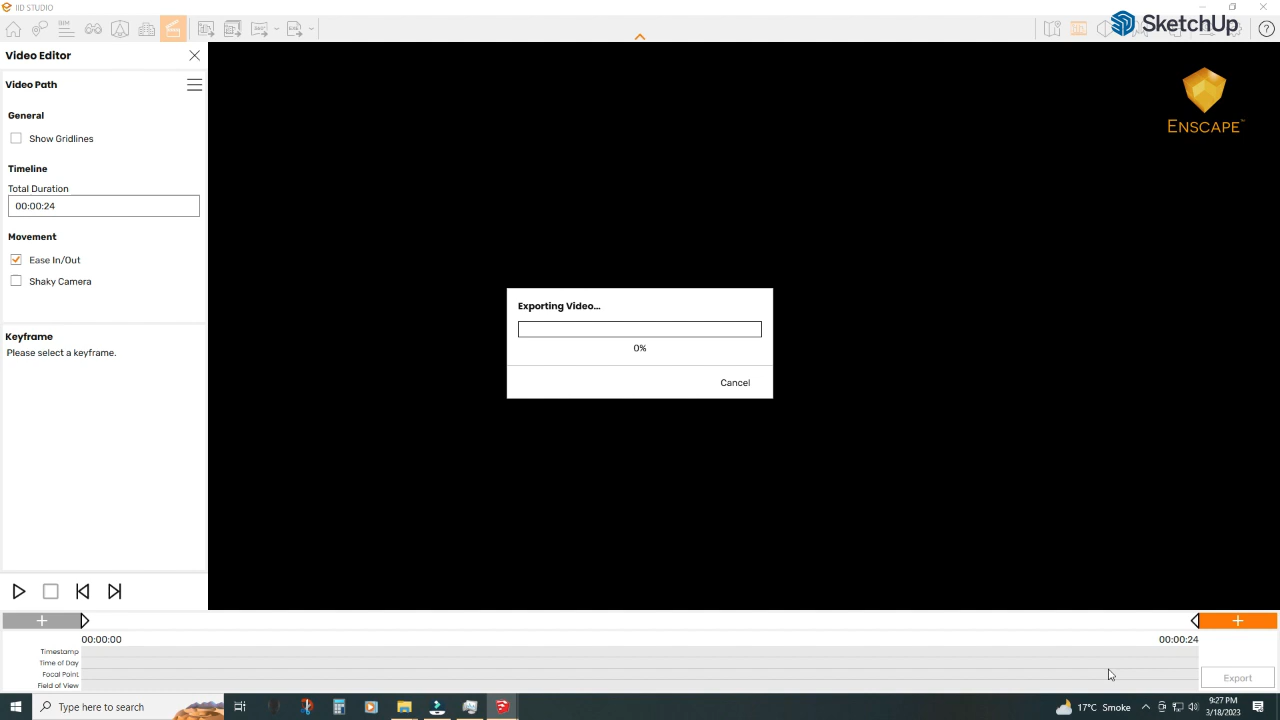 IID STUDIO
SketchUp
Video Editor
Video Path
General
Show Gridlines
Timeline
Total Duration
00:00:24
Movement
Ease In/Out
Shaky Camera
Keyframe
Please select a keyframe.
ENSCAPE™
Exporting Video...
0%
Cancel
00:00:00
00:00:24
Timestamp
Time of Day
Focal Point
Field of View
Export
Type here to search
17°C Smoke
9:27 PM
3/18/2023